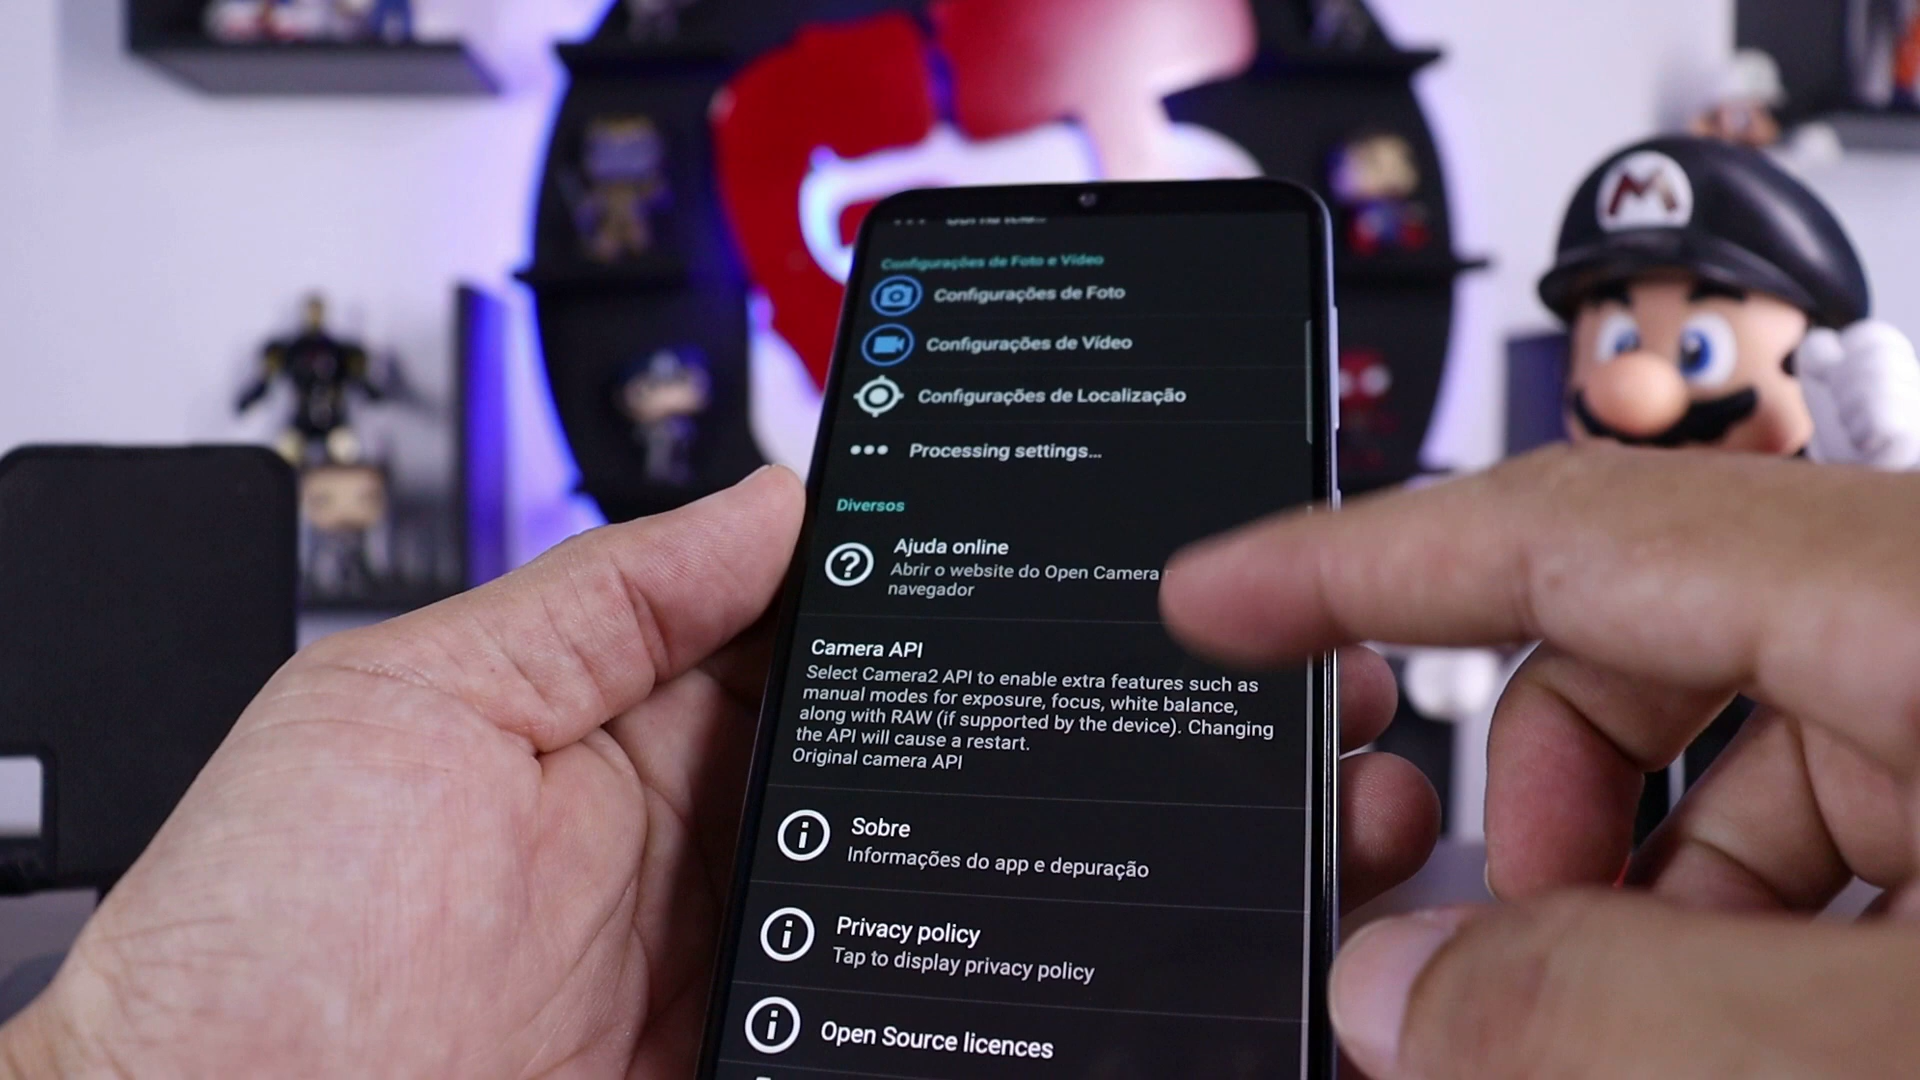 Configurações de Foto e Vídeo
Configurações de Foto
Configurações de Vídeo
Configurações de Localização
Processing settings...
Diversos
Ajuda online
Abrir o website do Open Camera
navegador
Camera API
Select Camera2 API to enable extra features such as
manual modes for exposure, focus, white balance,
along with RAW (if supported by the device). Changing
the API will cause a restart.
Original camera API
Sobre
Informações do app e depuração
Privacy policy
Tap to display privacy policy
Open Source licences
M